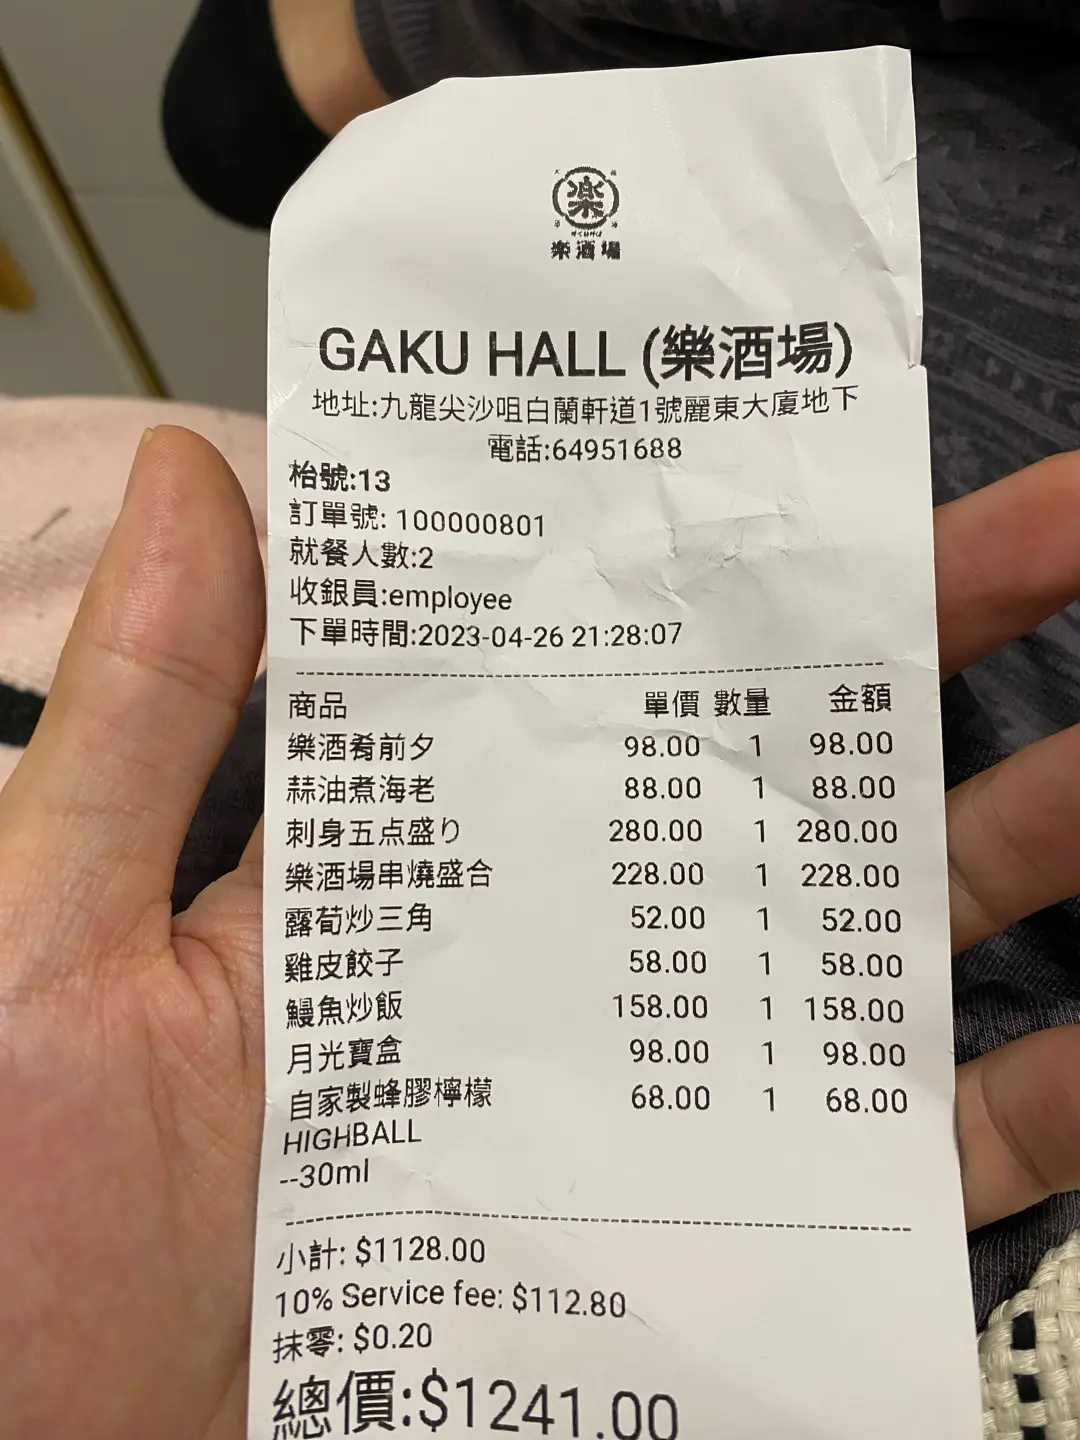 樂
樂酒場
GAKU HALL (樂酒場)
地址:九龍尖沙咀白蘭軒道1號麗東大廈地下
電話:64951688
枱號:13
訂單號: 100000801
就餐人數:2
收銀員:employee
下單時間:2023-04-26 21:28:07
商品 單價 數量 金額
樂酒肴前夕 98.00 1 98.00
蒜油煮海老 88.00 1 88.00
刺身五点盛り 280.00 1 280.00
樂酒場串燒盛合 228.00 1 228.00
露荀炒三角 52.00 1 52.00
雞皮餃子 58.00 1 58.00
鰻魚炒飯 158.00 1 158.00
月光寶盒 98.00 1 98.00
自家製蜂膠檸檬 68.00 1 68.00
HIGHBALL
--30ml
小計: $1128.00
10% Service fee: $112.80
抹零: $0.20
總價:$1241.00